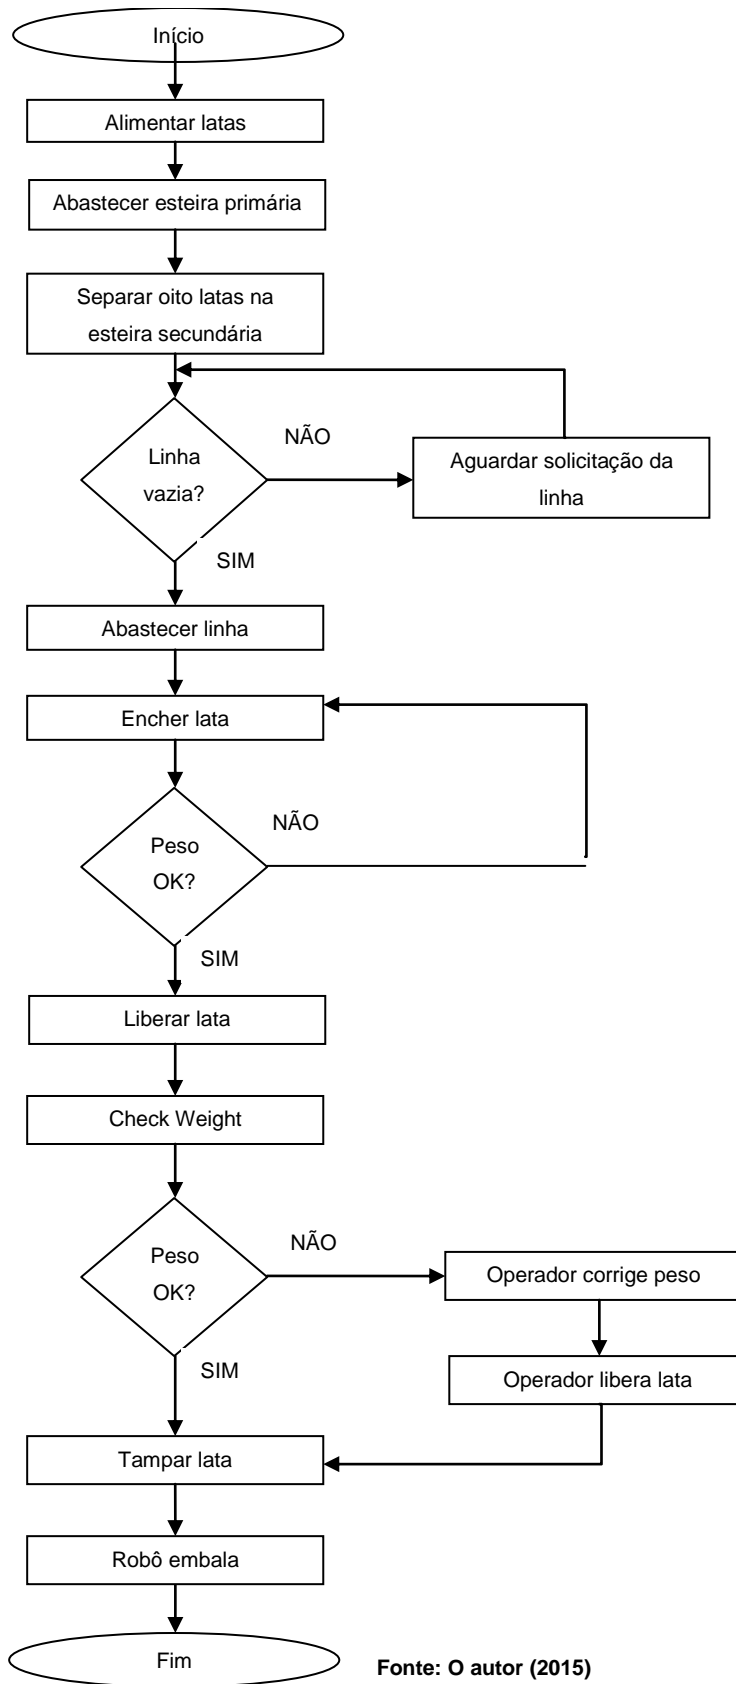 Início
Alimentar latas
Abastecer esteira primária
Separar oito latas na
esteira secundária
Linha
vazia?
NÃO
Aguardar solicitação da
linha
SIM
Abastecer linha
Encher lata
Peso
OK?
NÃO
SIM
Liberar lata
Check Weight
Peso
OK?
NÃO
Operador corrige peso
Operador libera lata
SIM
Tampar lata
Robô embala
Fim
Fonte: O autor (2015)